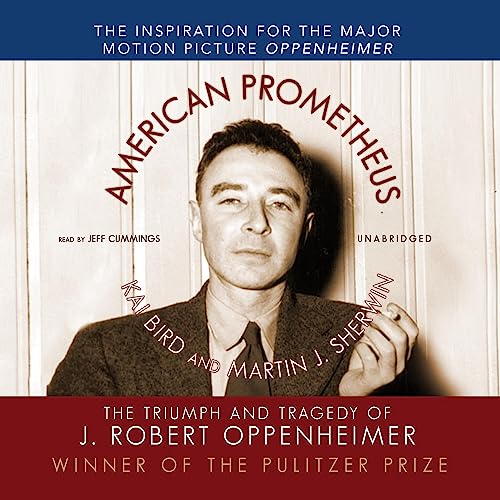 THE INSPIRATION FOR THE MAJOR
MOTION PICTURE OPPENHEIMER
AMERICAN PROMETHEUS
READ BY JEFF CUMMINGS
UNABRIDGED
KAI BIRD AND MARTIN J. SHERWIN
THE TRIUMPH AND TRAGEDY OF
J. ROBERT OPPENHEIMER
WINNER OF THE PULITZER PRIZE